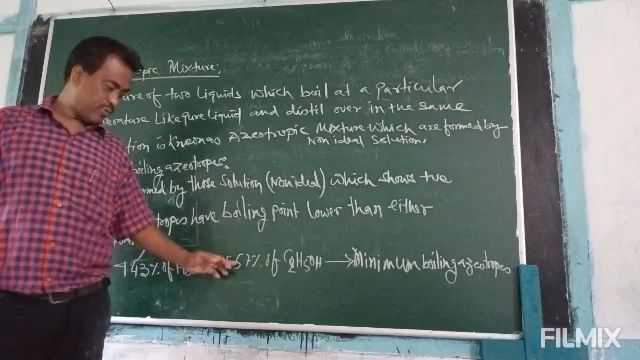 opic Mixture:
ure of two liquids which boil at a particular
erature like pure liquid and distil over in the same
tion is known as Azeotropic Mixture which are formed by
Non ideal solution.
boiling azeotropes:
rmed by those solution (Non ideal) which shows +ve
tropes have boiling point lower than either
43% of 57% of C2H5OH → Minimum boiling azeotropes
FILMIX